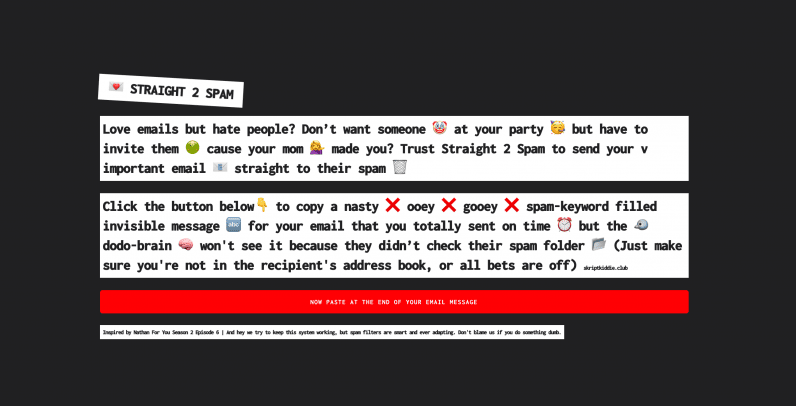 💌 STRAIGHT 2 SPAM
Love emails but hate people? Don’t want someone 🤡 at your party 🥳 but have to
invite them 🤢 cause your mom 🤷‍♀️ made you? Trust Straight 2 Spam to send your v
important email 📧 straight to their spam 🗑️
Click the button below👇 to copy a nasty ❌ ooey ❌ gooey ❌ spam-keyword filled
invisible message 🔤 for your email that you totally sent on time ⏰ but the 🦤
dodo-brain 🧠 won't see it because they didn’t check their spam folder 📂 (Just make
sure you're not in the recipient's address book, or all bets are off) skriptkiddie.club
NOW PASTE AT THE END OF YOUR EMAIL MESSAGE
Inspired by Nathan For You Season 2 Episode 6 | And hey we try to keep this system working, but spam filters are smart and ever adapting. Don't blame us if you do something dumb.